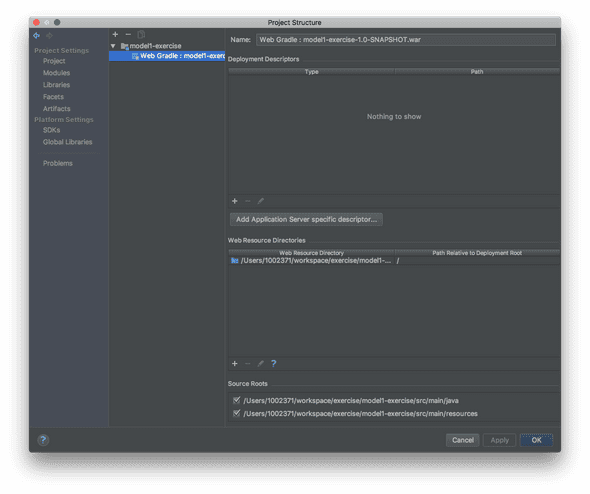 Project Structure
Project Settings
Project
Modules
Libraries
Facets
Artifacts
Platform Settings
SDKs
Global Libraries
Problems
model1-exercise
Web Gradle : model1-exerc
Name: Web Gradle : model1-exercise-1.0-SNAPSHOT.war
Deployment Descriptors
Type Path
Nothing to show
Add Application Server specific descriptor...
Web Resource Directories
Web Resource Directory Path Relative to Deployment Root
/Users/1002371/workspace/exercise/model1-... /
?
Source Roots
/Users/1002371/workspace/exercise/model1-exercise/src/main/java
/Users/1002371/workspace/exercise/model1-exercise/src/main/resources
? Cancel Apply OK